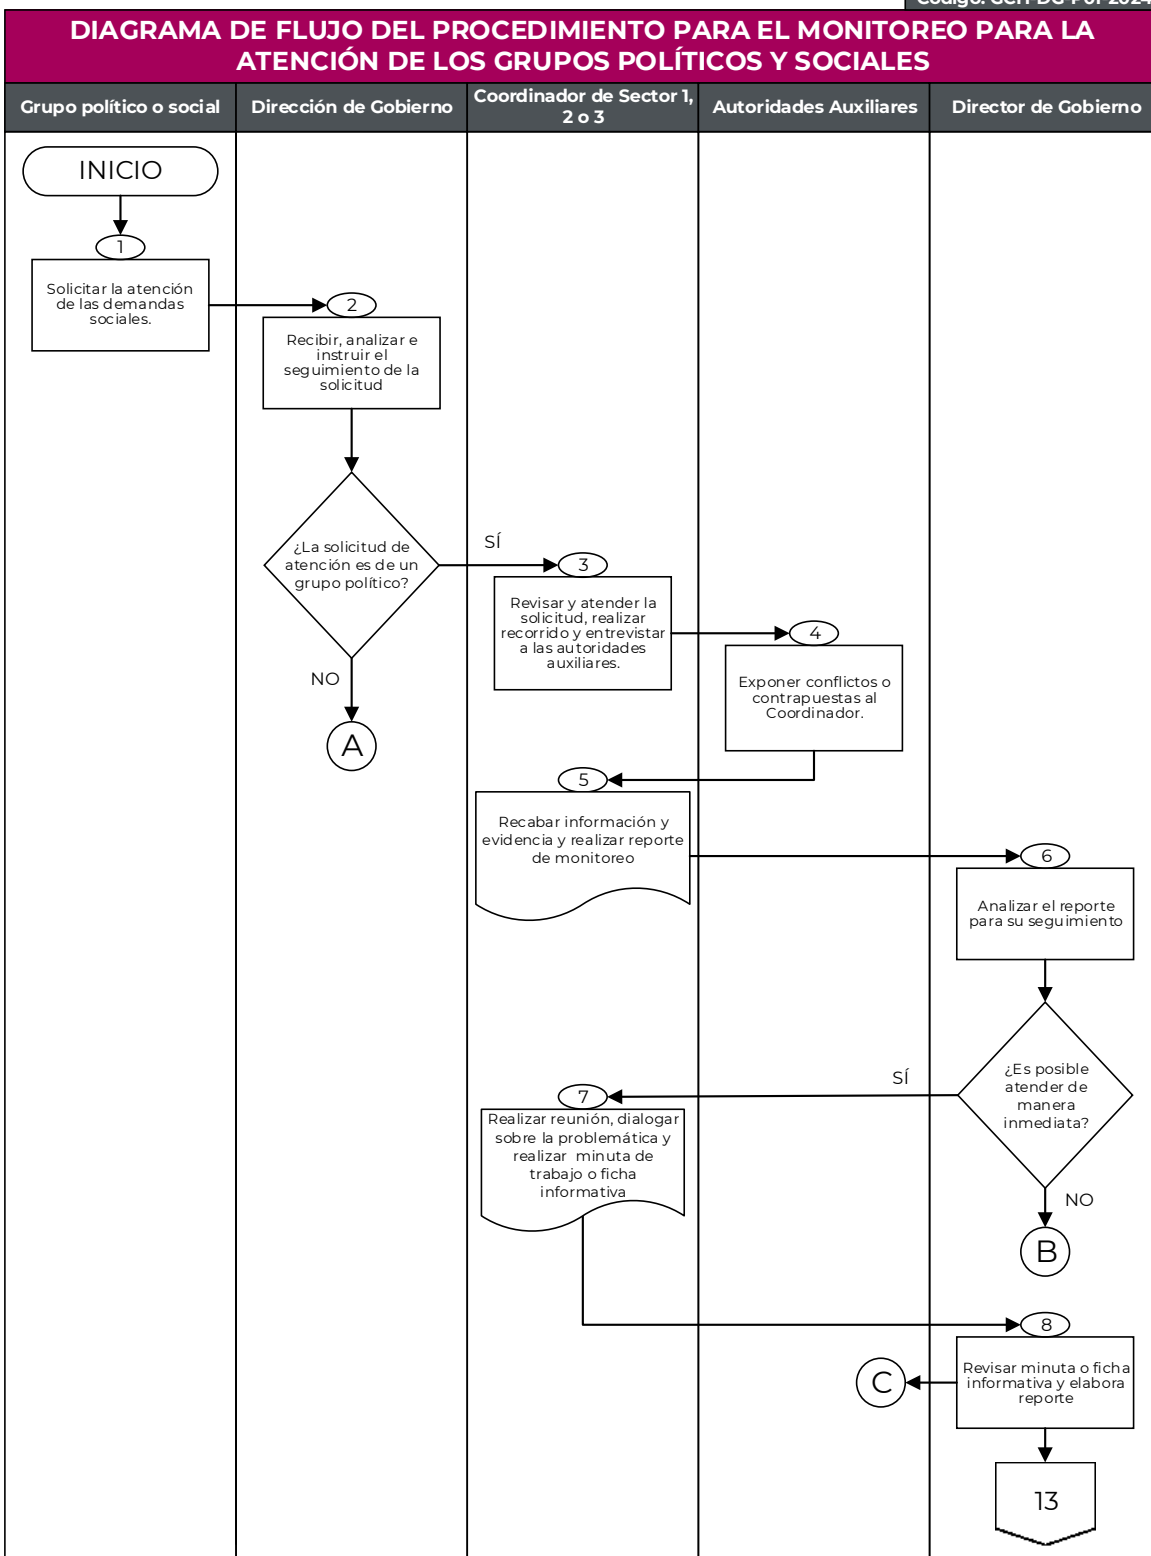 Código: GCH-DG-P01-2024
DIAGRAMA DE FLUJO DEL PROCEDIMIENTO PARA EL MONITOREO PARA LA
ATENCIÓN DE LOS GRUPOS POLÍTICOS Y SOCIALES
Grupo político o social
Dirección de Gobierno
Coordinador de Sector 1,
2 o 3
Autoridades Auxiliares
Director de Gobierno
INICIO
1
Solicitar la atención
de las demandas
sociales.
2
Recibir, analizar e
instruir el
seguimiento de la
solicitud
¿La solicitud de
atención es de un
grupo político?
SÍ
NO
A
3
Revisar y atender la
solicitud, realizar
recorrido y entrevistar
a las autoridades
auxiliares.
4
Exponer conflictos o
contrapuestas al
Coordinador.
5
Recabar información y
evidencia y realizar reporte
de monitoreo
6
Analizar el reporte
para su seguimiento
¿Es posible
atender de
manera
inmediata?
SÍ
NO
B
7
Realizar reunión, dialogar
sobre la problemática y
realizar minuta de
trabajo o ficha
informativa
8
Revisar minuta o ficha
informativa y elabora
reporte
C
13